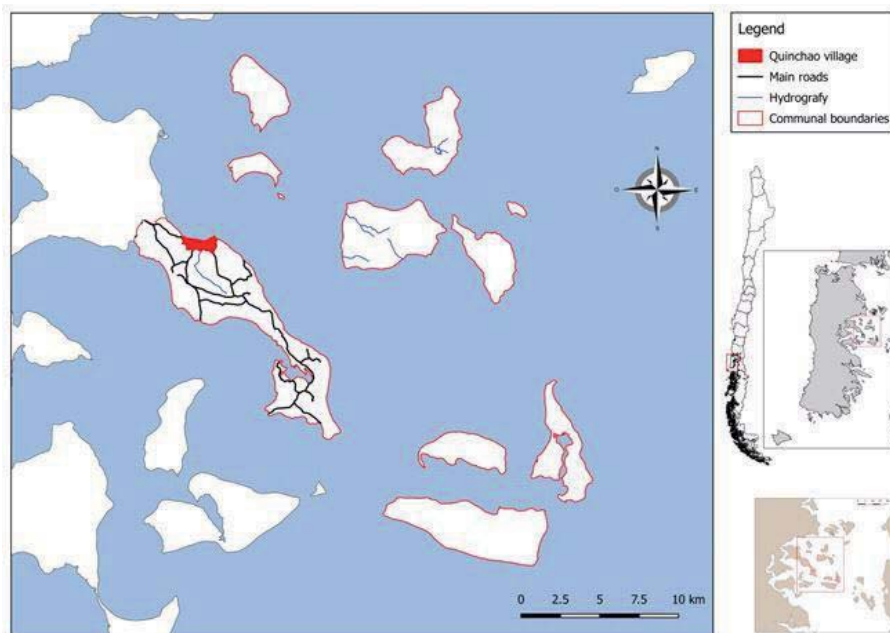 Legend
Quinchao village
Main roads
Hydrografy
Communal boundaries
N
W
E
S
0 2.5 5 7.5 10 km